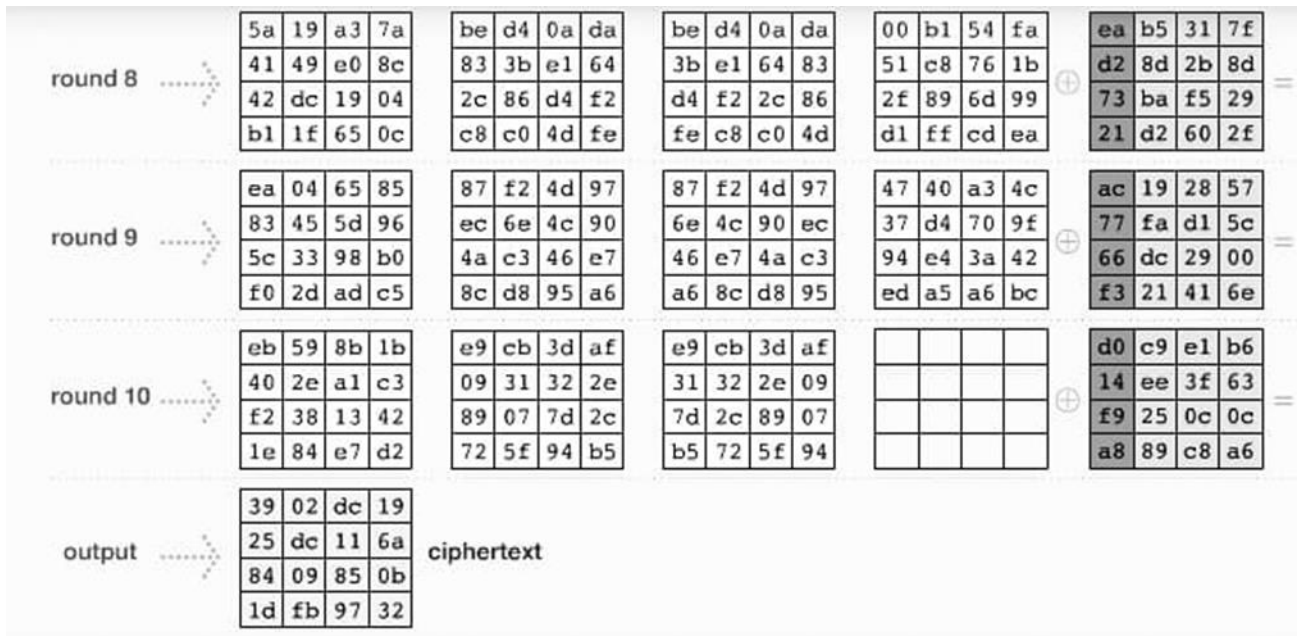 5a 19 a3 7a be d4 0a da be d4 0a da 00 b1 54 fa ea b5 31 7f
41 49 e0 8c 83 3b e1 64 3b e1 64 83 51 c8 76 1b d2 8d 2b 8d
round 8 ⊕ =
42 dc 19 04 2c 86 d4 f2 d4 f2 2c 86 2f 89 6d 99 73 ba f5 29
b1 1f 65 0c c8 c0 4d fe fe c8 c0 4d d1 ff cd ea 21 d2 60 2f
ea 04 65 85 87 f2 4d 97 87 f2 4d 97 47 40 a3 4c ac 19 28 57
83 45 5d 96 ec 6e 4c 90 6e 4c 90 ec 37 d4 70 9f 77 fa d1 5c
round 9 ⊕ =
5c 33 98 b0 4a c3 46 e7 46 e7 4a c3 94 e4 3a 42 66 dc 29 00
f0 2d ad c5 8c d8 95 a6 a6 8c d8 95 ed a5 a6 bc f3 21 41 6e
eb 59 8b 1b e9 cb 3d af e9 cb 3d af d0 c9 e1 b6
40 2e a1 c3 09 31 32 2e 31 32 2e 09 14 ee 3f 63
round 10 ⊕ =
f2 38 13 42 89 07 7d 2c 7d 2c 89 07 f9 25 0c 0c
1e 84 e7 d2 72 5f 94 b5 b5 72 5f 94 a8 89 c8 a6
39 02 dc 19
25 dc 11 6a
output ciphertext
84 09 85 0b
1d fb 97 32